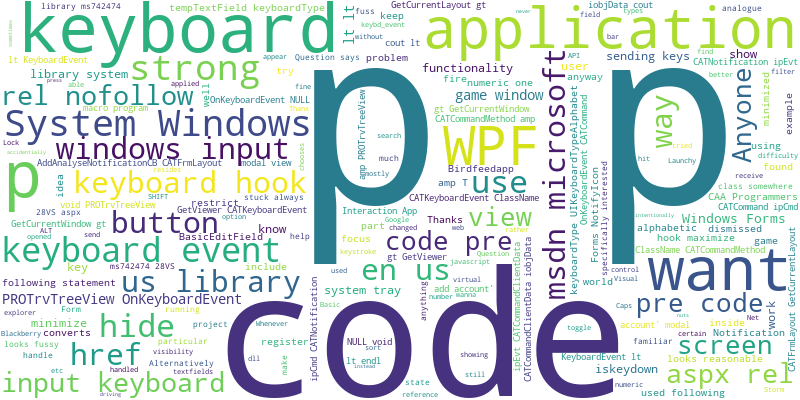 library ms742474
tempTextField keyboardType
GetCurrentLayout gt
iobjData cout
types
never
analogue
keyboard
lt lt
fuss
keep
keybd_event
without
cout lt
field
bar
application
lt KeyboardEvent
Question says
problem
sending keys
find
CATNotification ipEvt
better
strong
library system
try
appear
functionality
user
API
show
rel nofollow
macro program
able
applied
fire
numeric one
anyway
filter
System Windows
OnKeyboardEvent NULL
well
game window
gt GetCurrentWindow
CATCommandMethod amp
minimized
example
Lock
press
fine
thank
windows input
AddAnalyseNotificationCB CATFrmLayout
modal view
resides
chooses
amp PROTrvTreeView
search
much
mostly
WPF
Birdfeedapp
amp T
hit
Launchy
tried
way
Anyone
using
difficulty
found
receive
p
p
p
keyboard hook
idea
void PROTrvTreeView
SHIFT
restrict
stuck always
use
CATKeyboardEvent ClassName
class somewhere
CATCommand ipCmd
CAA Programmers
28VS aspx
ALT
option
button
know
GetViewer CATKeyboardEvent
Interaction App
Google
changed
web
Thanks
part
focus
keystroke
view
rather
Question
javascript
Windows Forms
alphabetic
dismissed
hook maximize
GetCurrentWindow gt
opened
send
BasicEditField
help
code pre
gt GetViewer
keyboard event
key
ms742474 28VS
include
used
msdn microsoft
keyboardType UIKeyboardTypeAlphabet
OnKeyboardEvent CATCommand
Forms NotifyIcon
specifically interested
ClassName CATCommandMethod
game
want
CATFrmLayout GetCurrentLayout gt
following statement
converts
us library
system tray
en us
add account`
virtual
number
wanna
anything
Basic
world
control
Visual
Caps
Net
certain
PROTrvTreeView OnKeyboardEvent
minimize
explorer
Form
running
project
hide
register
Whenever
dll
make
ipCmd CATNotification
NULL void
sort
lt endl
instead
showing
state
reference
still
code
ipEvt CATCommandClientData
CATCommandClientData iobjData
toggle
intentionally
account` modal
inside
Notification
iskeydown
pre code
work
familiar
screen
looks fussy
Blackberry
handle
etc
href
particular
visibility
handled
textfields
Alternatively
driving
accidentially
KeyboardEvent lt
numeric
nuts
looks reasonable
Storm
input keyboard
used following
aspx rel